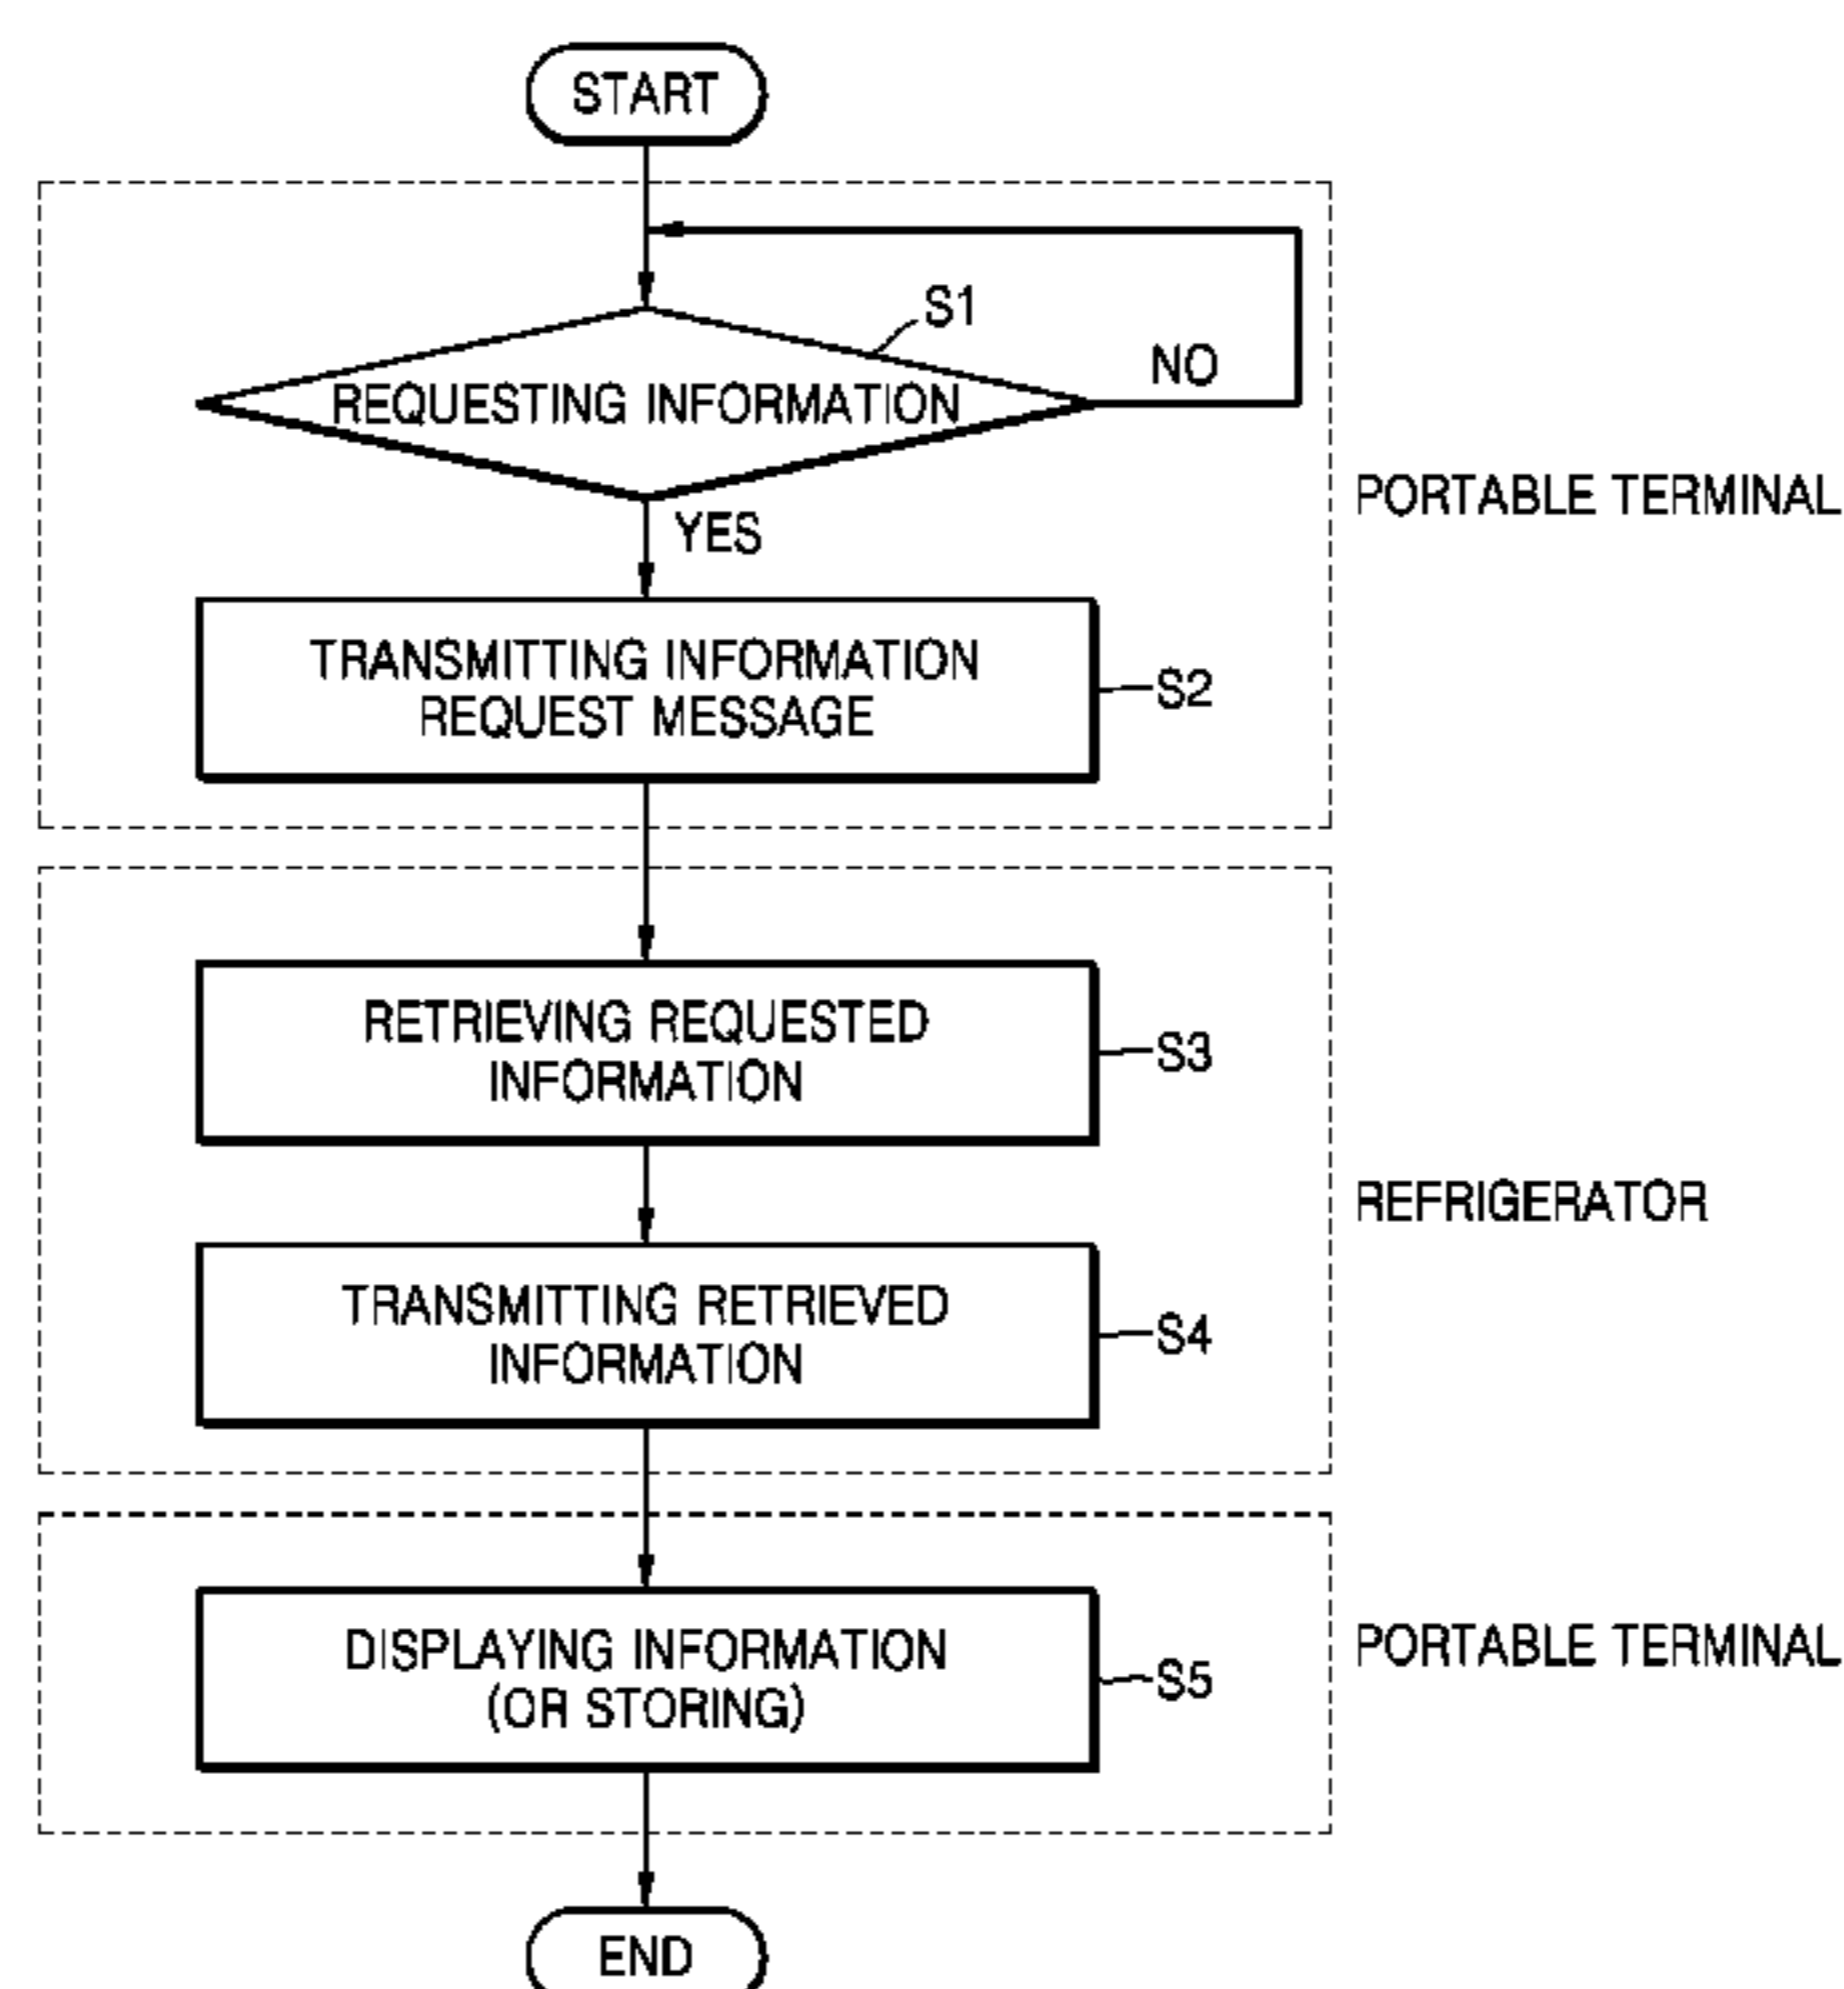 START
S1
REQUESTING INFORMATION
NO
YES
PORTABLE TERMINAL
TRANSMITTING INFORMATION
REQUEST MESSAGE
S2
RETRIEVING REQUESTED
INFORMATION
S3
REFRIGERATOR
TRANSMITTING RETRIEVED
INFORMATION
S4
DISPLAYING INFORMATION
(OR STORING)
S5
PORTABLE TERMINAL
END